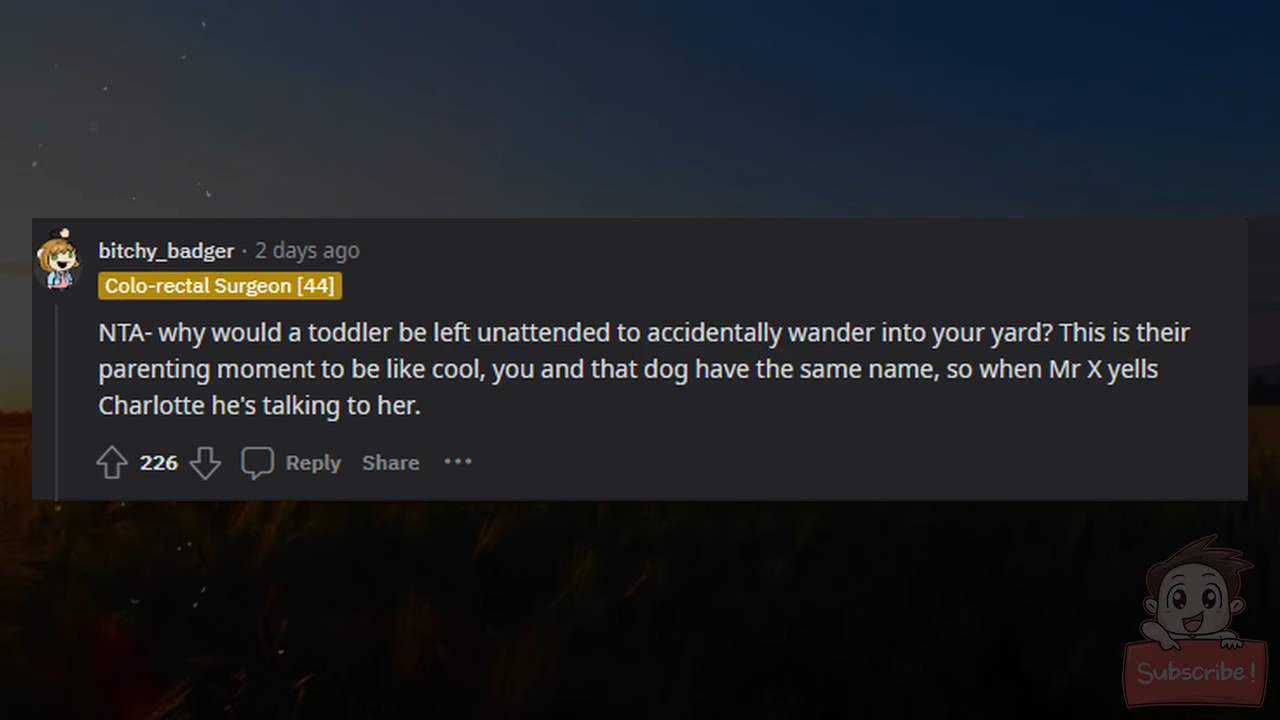 bitchy_badger · 2 days ago
Colo-rectal Surgeon [44]
NTA- why would a toddler be left unattended to accidentally wander into your yard? This is their
parenting moment to be like cool, you and that dog have the same name, so when Mr X yells
Charlotte he's talking to her.
226 Reply Share ···
Subscribe!